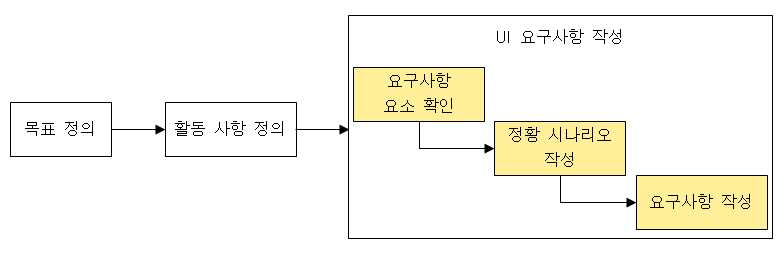 목표 정의
활동 사항 정의
UI 요구사항 작성
요구사항
요소 확인
정황 시나리오
작성
요구사항 작성